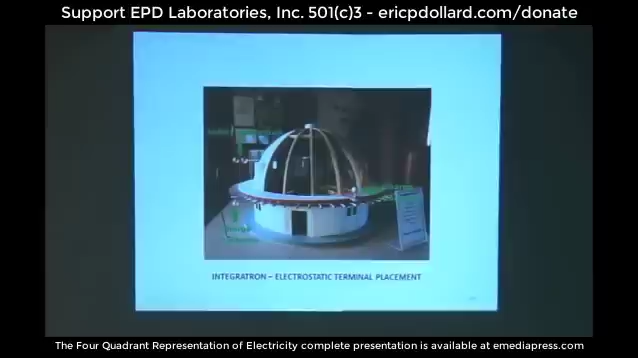 Support EPD Laboratories, Inc. 501(c)3 - ericpdollard.com/donate
INTEGRATRON – ELECTROSTATIC TERMINAL PLACEMENT
The Four Quadrant Representation of Electricity complete presentation is available at emediapress.com